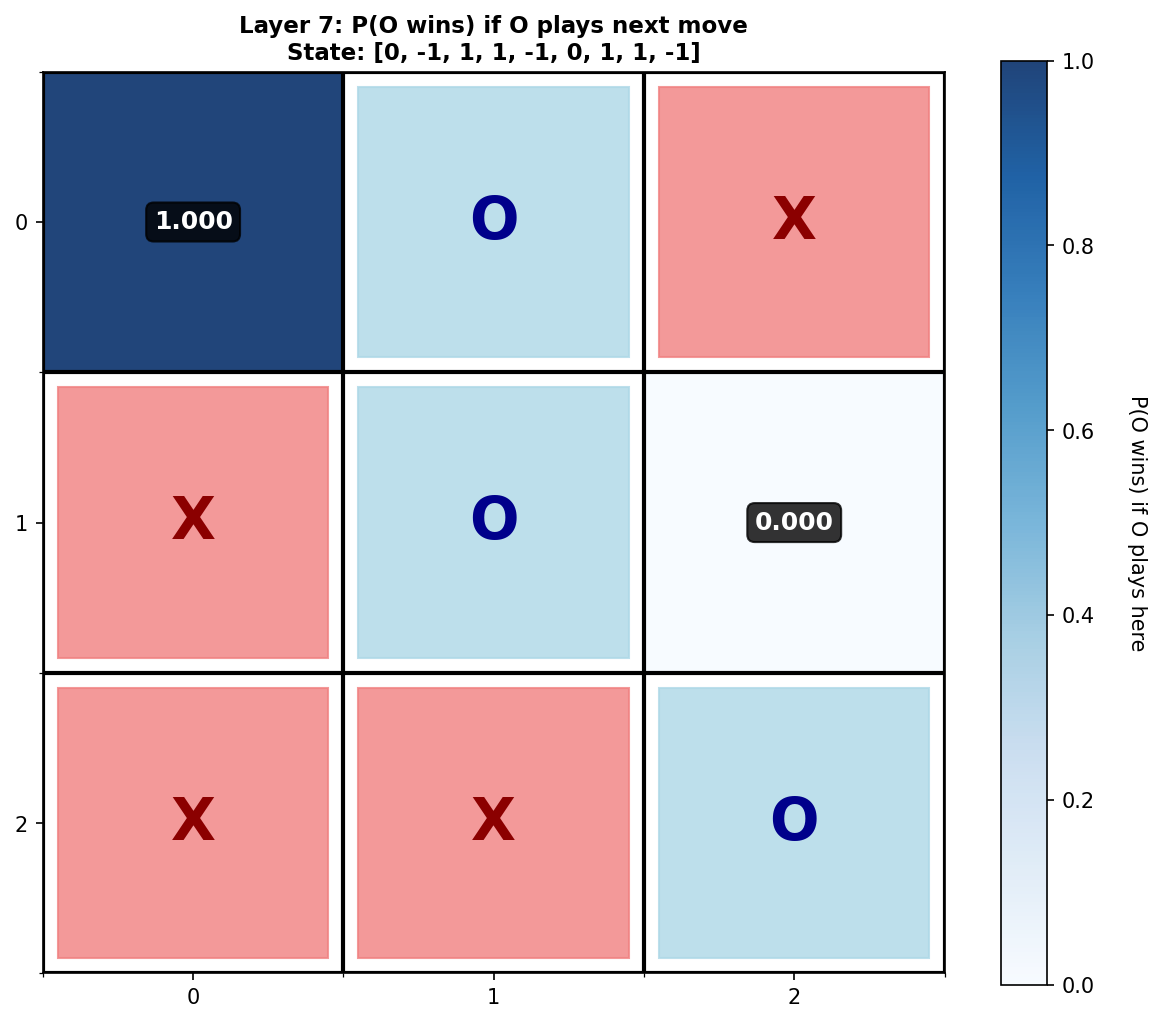 Layer 7: P(O wins) if O plays next move
State: [0, -1, 1, 1, -1, 0, 1, 1, -1]
0
1.000
O
X
1
X
O
0.000
2
X
X
O
0
1
2
1.0
0.8
0.6
0.4
0.2
0.0
P(O wins) if O plays here